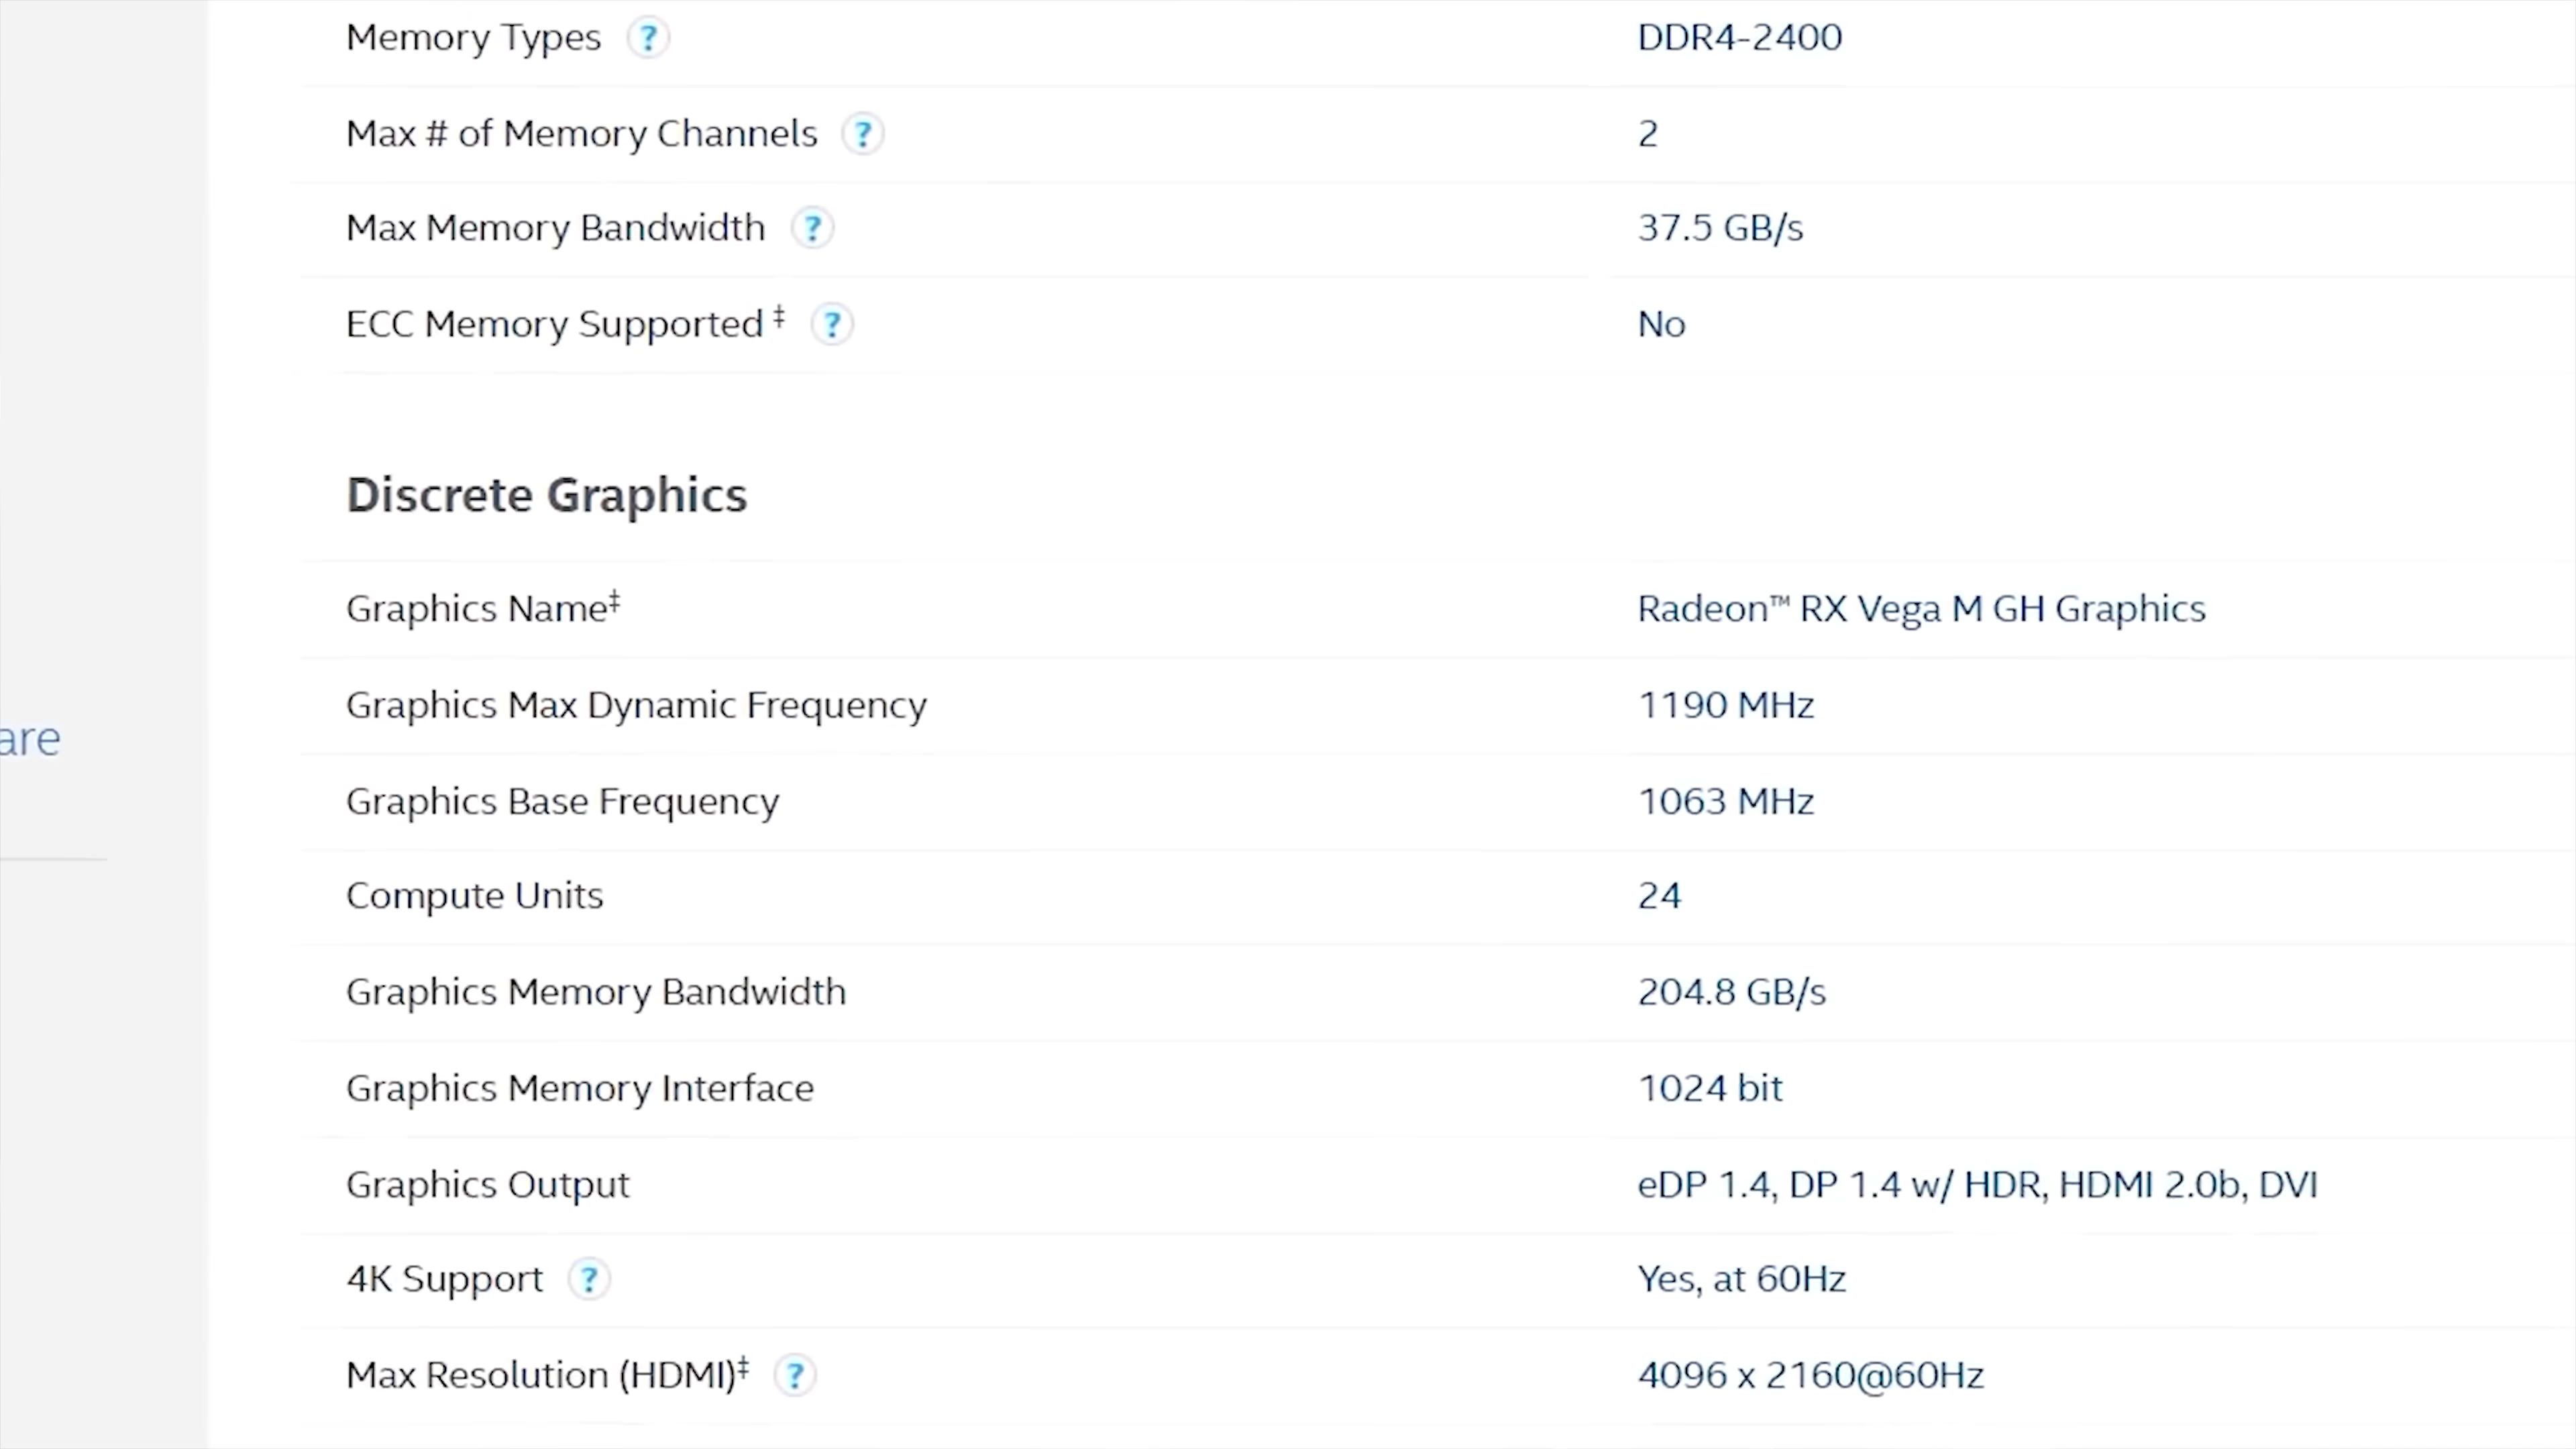 Memory Types ? DDR4-2400
Max # of Memory Channels ? 2
Max Memory Bandwidth ? 37.5 GB/s
ECC Memory Supported ‡ ? No
Discrete Graphics
Graphics Name‡ Radeon™ RX Vega M GH Graphics
Graphics Max Dynamic Frequency 1190 MHz
are
Graphics Base Frequency 1063 MHz
Compute Units 24
Graphics Memory Bandwidth 204.8 GB/s
Graphics Memory Interface 1024 bit
Graphics Output eDP 1.4, DP 1.4 w/ HDR, HDMI 2.0b, DVI
4K Support ? Yes, at 60Hz
Max Resolution (HDMI)‡ ? 4096 x 2160@60Hz